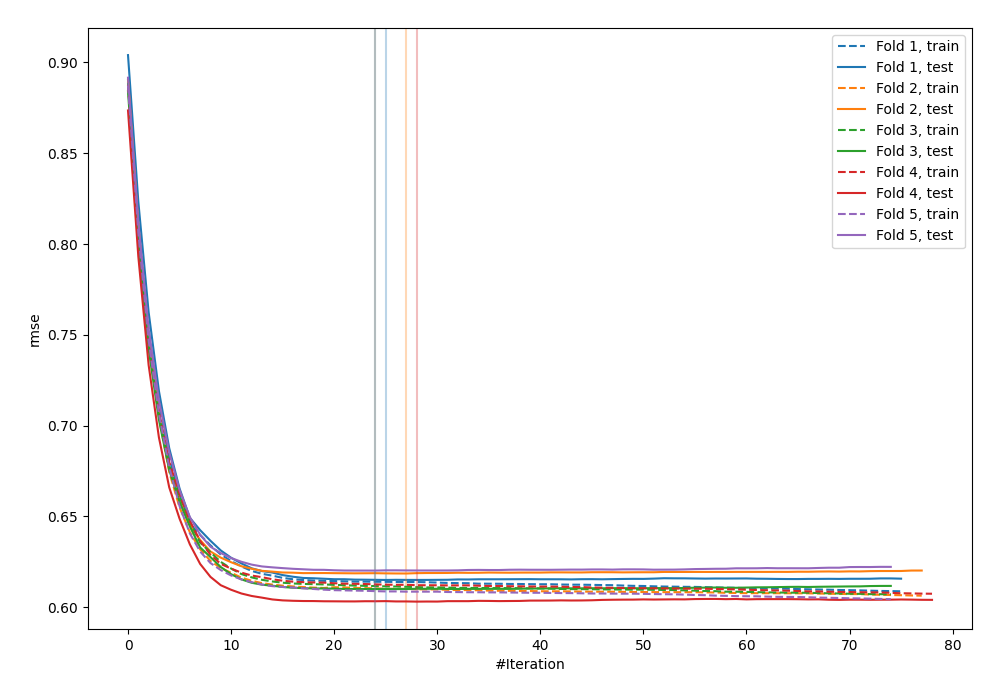 0.90
0.85
0.80
0.75
0.70
0.65
0.60
rmse
0 10 20 30 40 50 60 70 80
#Iteration
Fold 1, train
Fold 1, test
Fold 2, train
Fold 2, test
Fold 3, train
Fold 3, test
Fold 4, train
Fold 4, test
Fold 5, train
Fold 5, test